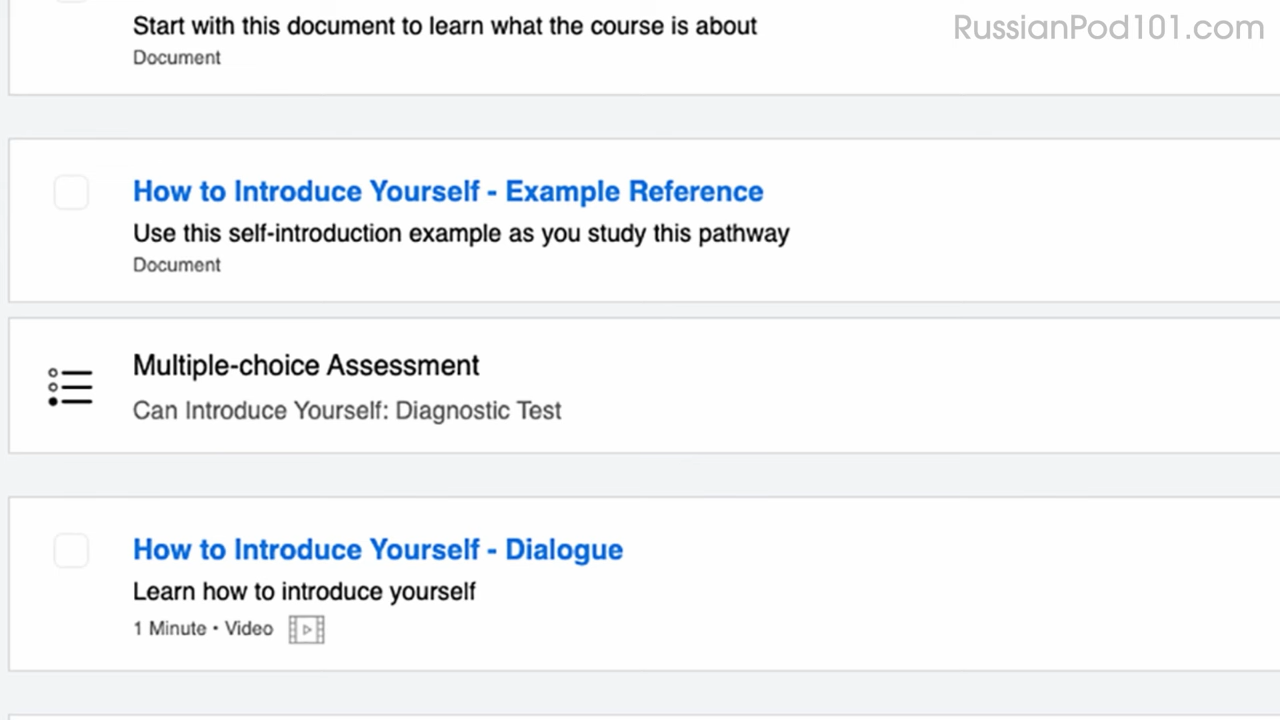 RussianPod101.com
Start with this document to learn what the course is about
Document
How to Introduce Yourself - Example Reference
Use this self-introduction example as you study this pathway
Document
Multiple-choice Assessment
Can Introduce Yourself: Diagnostic Test
How to Introduce Yourself - Dialogue
Learn how to introduce yourself
1 Minute • Video